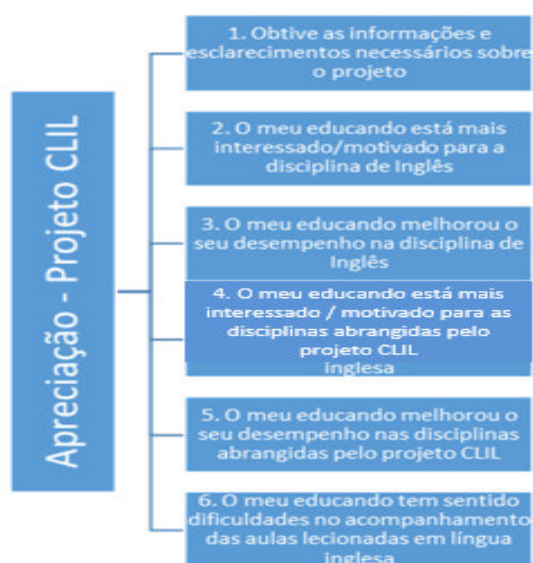 Apreciação - Projeto CLIL
1. Obtive as informações e
esclarecimentos necessários sobre
o projeto
2. O meu educando está mais
interessado/motivado para a
disciplina de Inglês
3. O meu educando melhorou o
seu desempenho na disciplina de
Inglês
4. O meu educando está mais
interessado / motivado para as
disciplinas abrangidas pelo
projeto CLIL
inglesa
5. O meu educando melhorou o
seu desempenho nas disciplinas
abrangidas pelo projeto CLIL
6. O meu educando tem sentido
dificuldades no acompanhamento
das aulas lecionadas em língua
inglesa